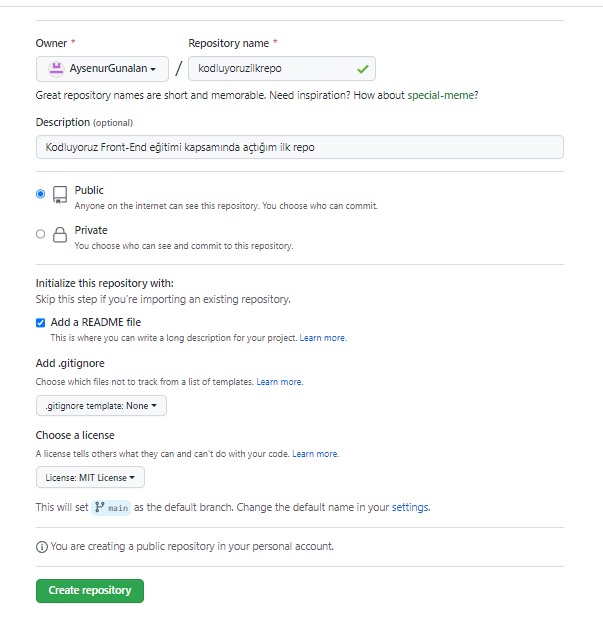 Owner * Repository name *
AysenurGunalan / kodluyoruzilkrepo
Great repository names are short and memorable. Need inspiration? How about special-meme?
Description (optional)
Kodluyoruz Front-End eğitimi kapsamında açtığım ilk repo
Public
Anyone on the internet can see this repository. You choose who can commit.
Private
You choose who can see and commit to this repository.
Initialize this repository with:
Skip this step if you're importing an existing repository.
Add a README file
This is where you can write a long description for your project. Learn more.
Add .gitignore
Choose which files not to track from a list of templates. Learn more.
.gitignore template: None
Choose a license
A license tells others what they can and can't do with your code. Learn more.
License: MIT License
This will set main as the default branch. Change the default name in your settings.
You are creating a public repository in your personal account.
Create repository